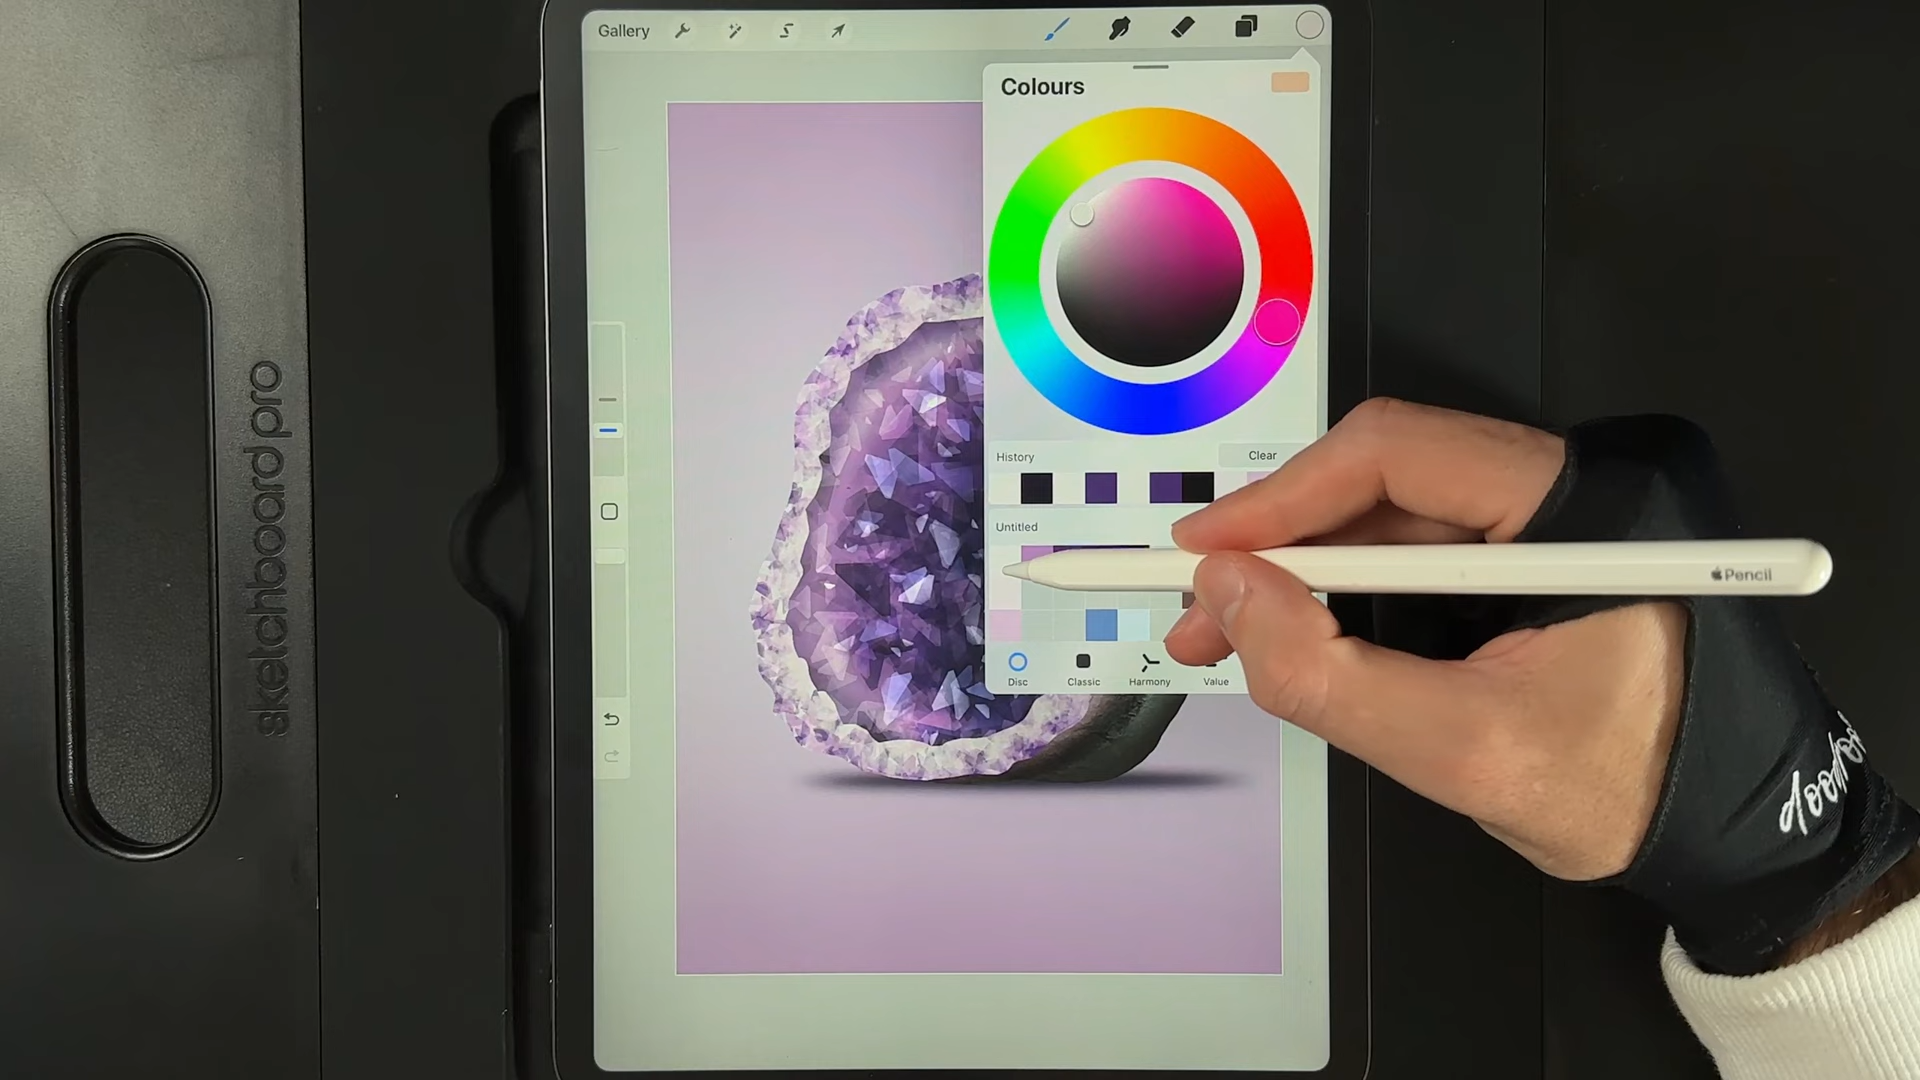 Gallery
Colours
History
Clear
Untitled
Disc
Classic
Harmony
Value
sketchboard pro
Pencil